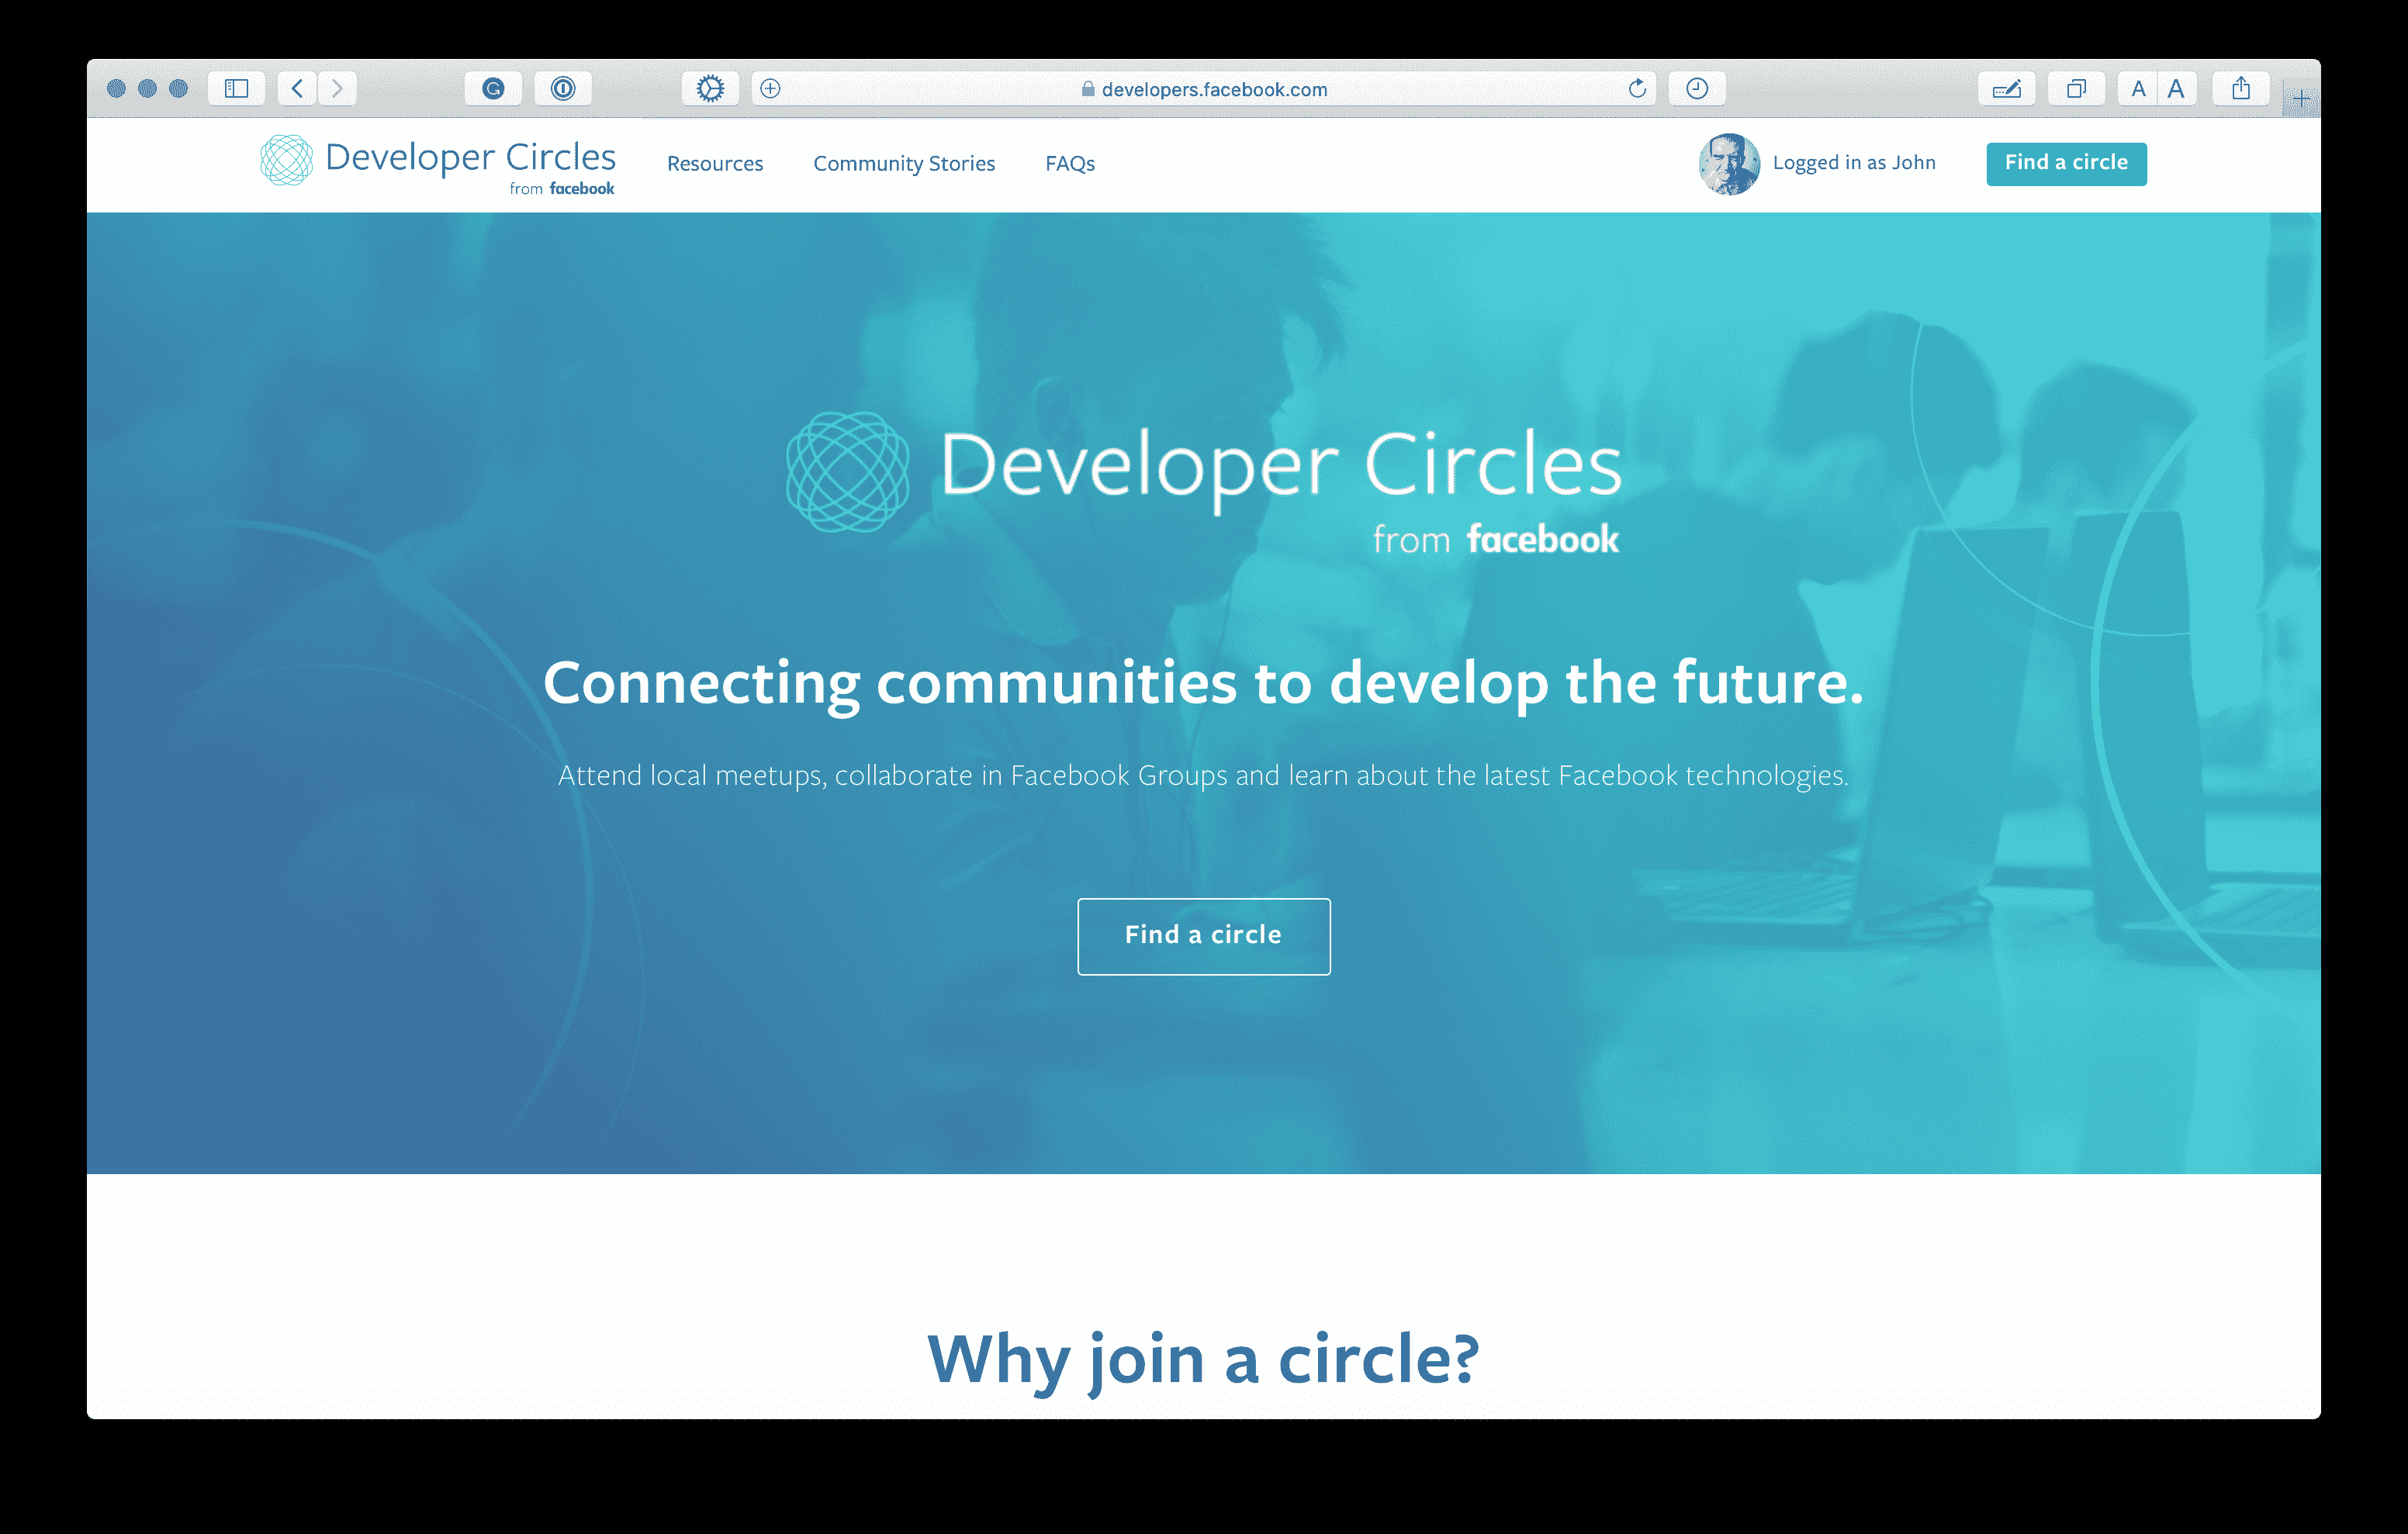 developers.facebook.com
A A
Developer Circles
from facebook
Resources
Community Stories
FAQs
Logged in as John
Find a circle
Developer Circles
from facebook
Connecting communities to develop the future.
Attend local meetups, collaborate in Facebook Groups and learn about the latest Facebook technologies.
Find a circle
Why join a circle?